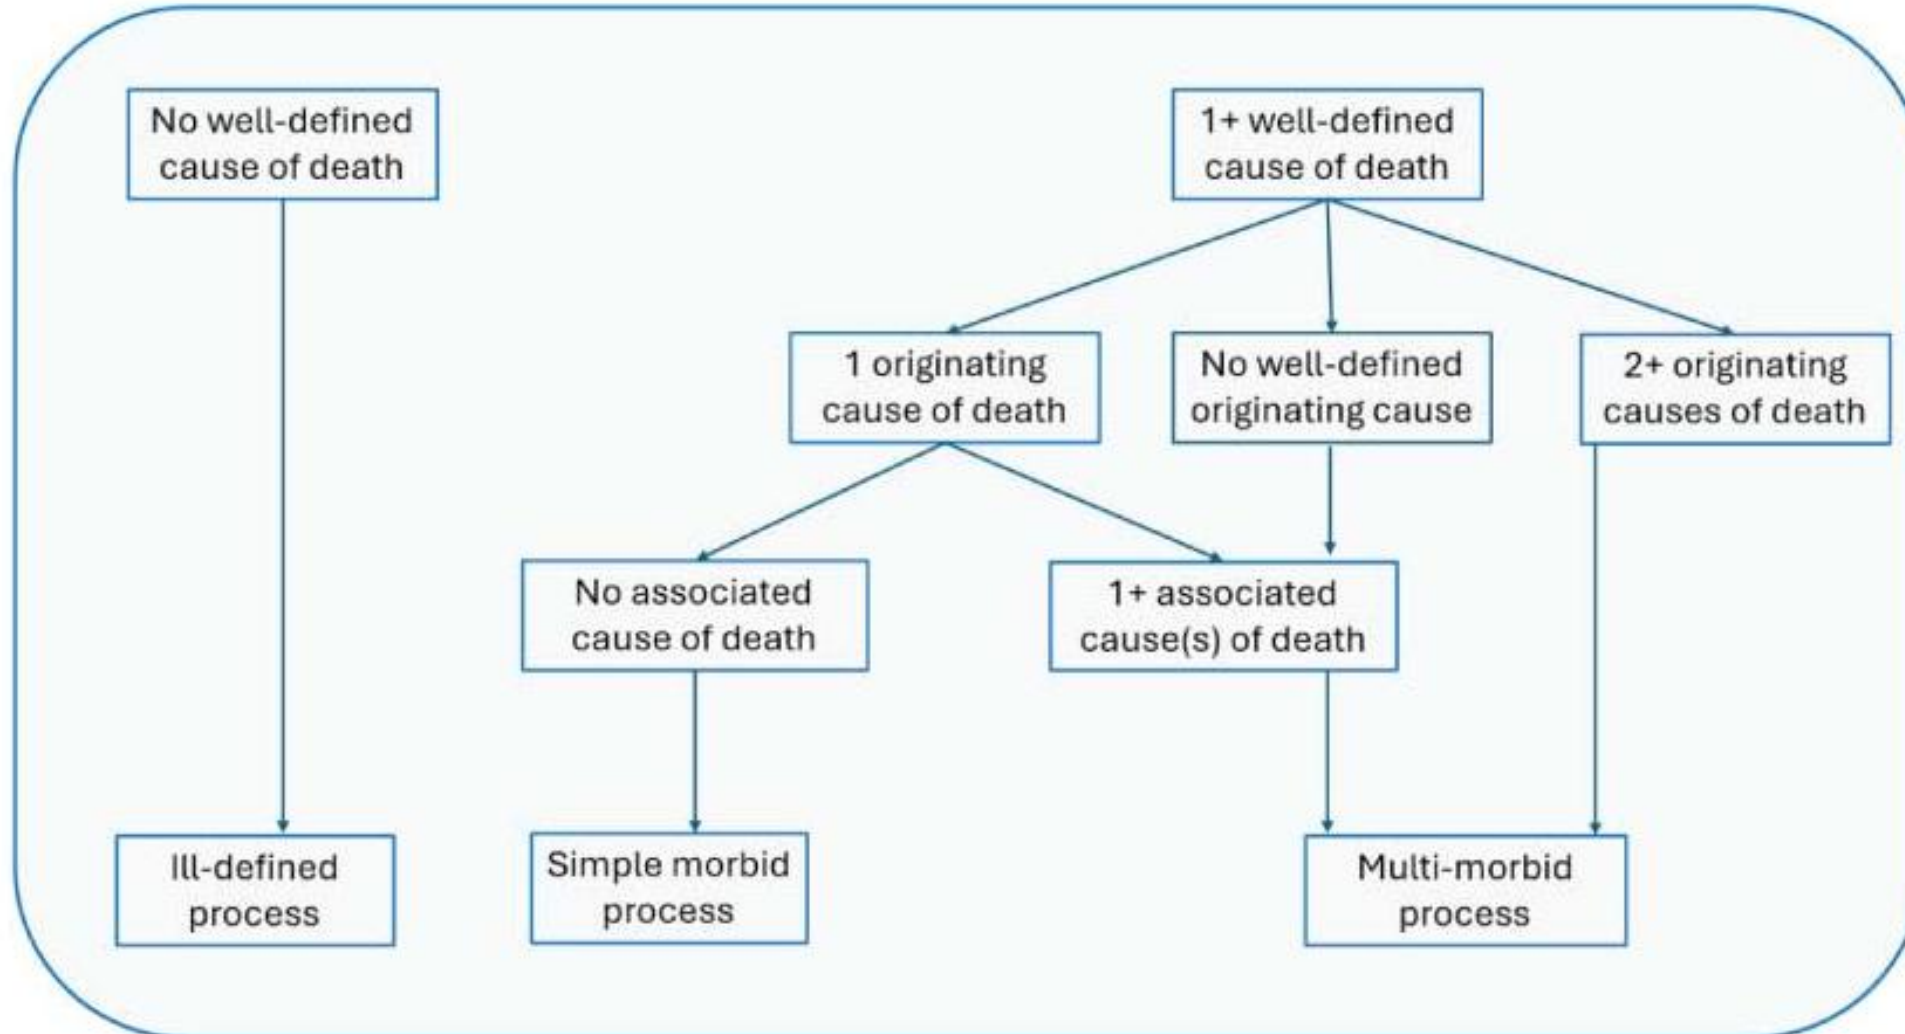 No well-defined
cause of death
1+ well-defined
cause of death
1 originating
cause of death
No well-defined
originating cause
2+ originating
causes of death
No associated
cause of death
1+ associated
cause(s) of death
Ill-defined
process
Simple morbid
process
Multi-morbid
process